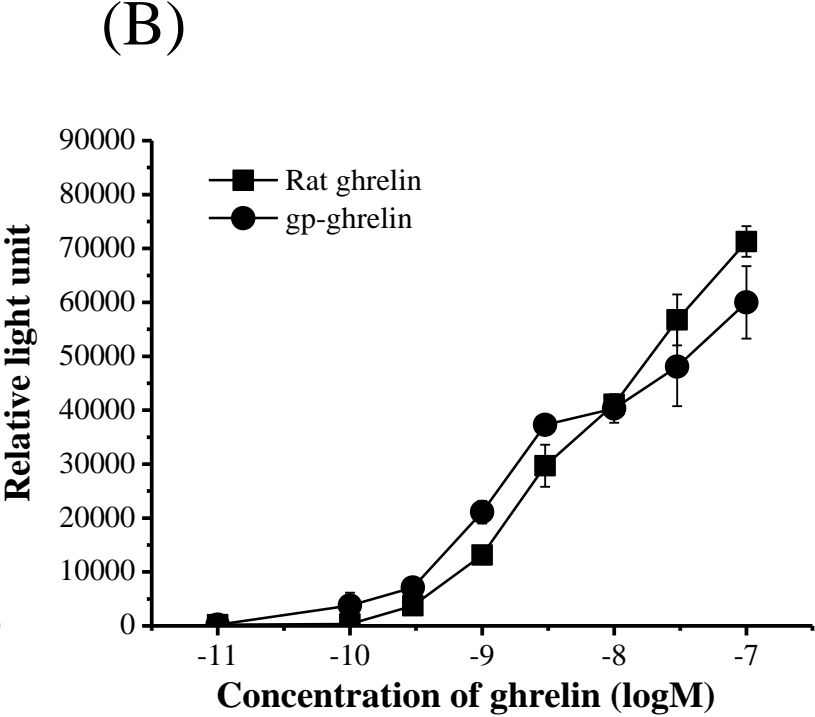 (B)
Relative light unit
90000
80000
70000
60000
50000
40000
30000
20000
10000
0
Rat ghrelin
gp-ghrelin
-11 -10 -9 -8 -7
Concentration of ghrelin (logM)